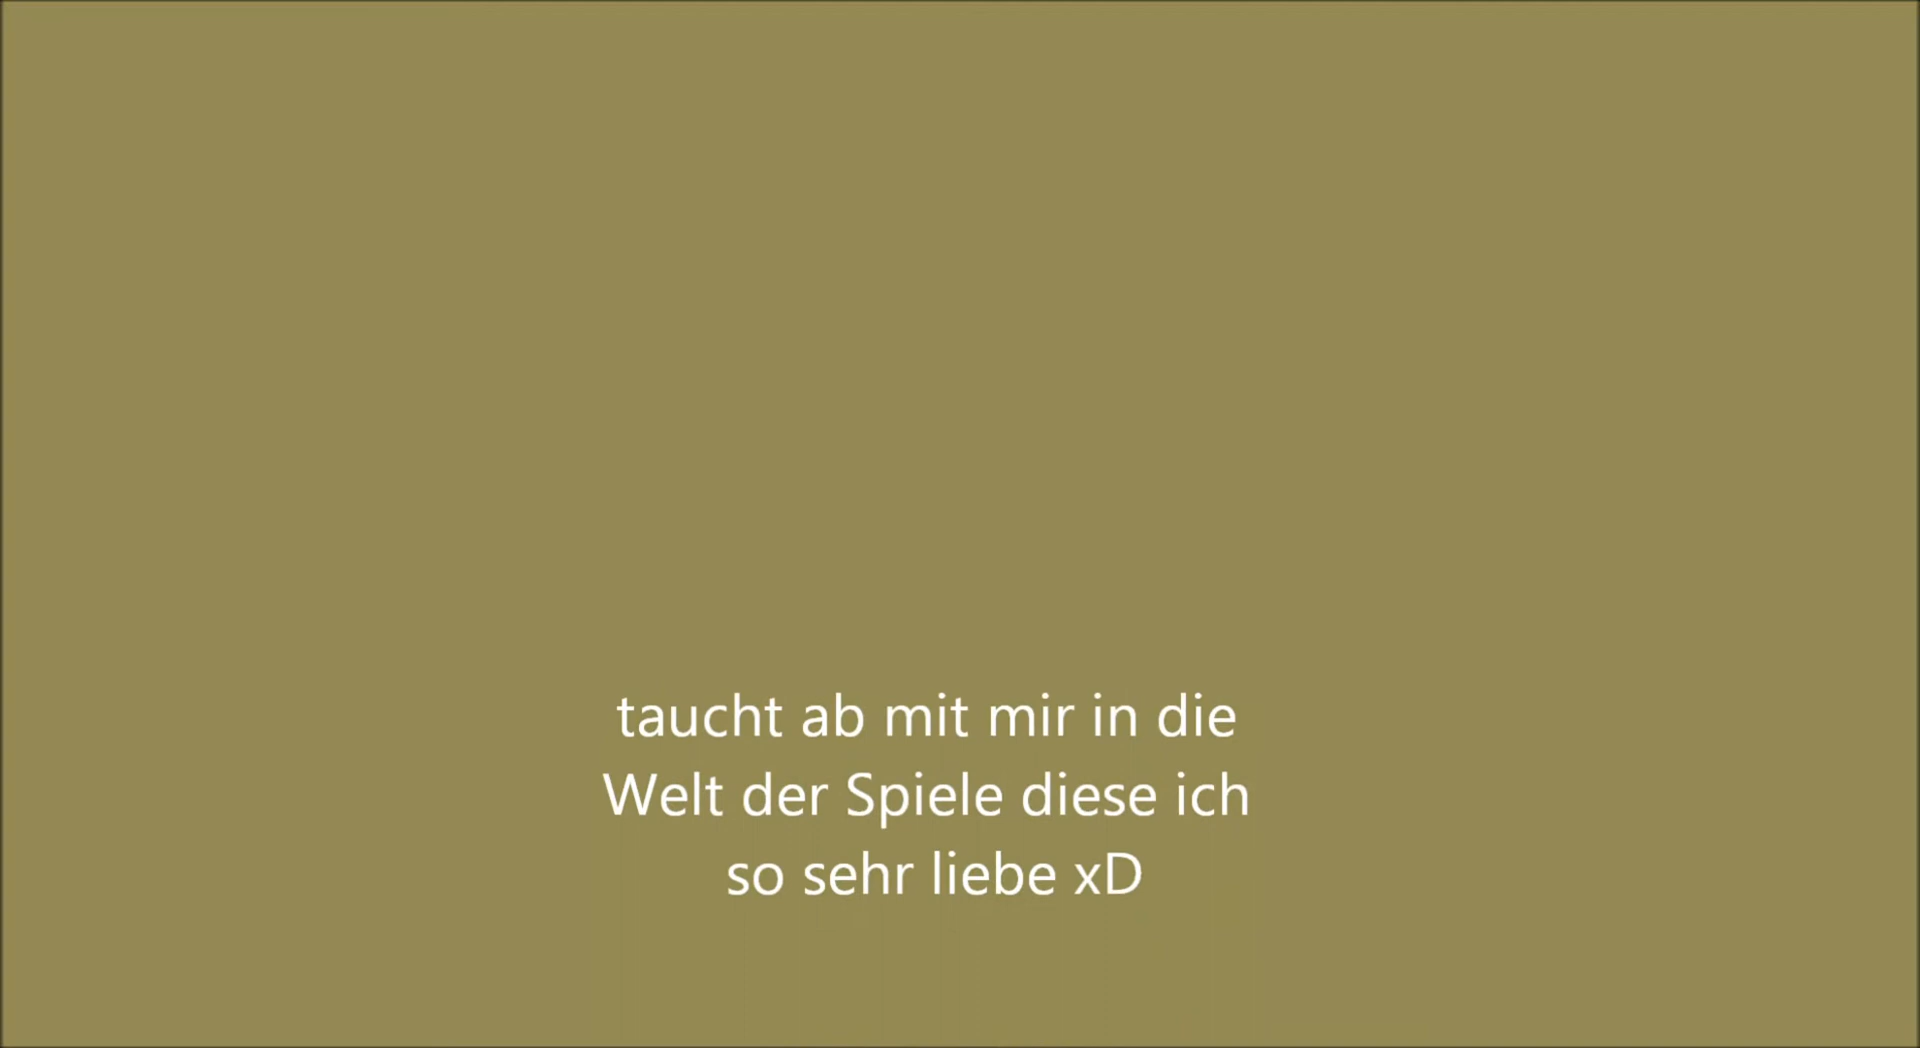 taucht ab mit mir in die
Welt der Spiele diese ich
so sehr liebe xD